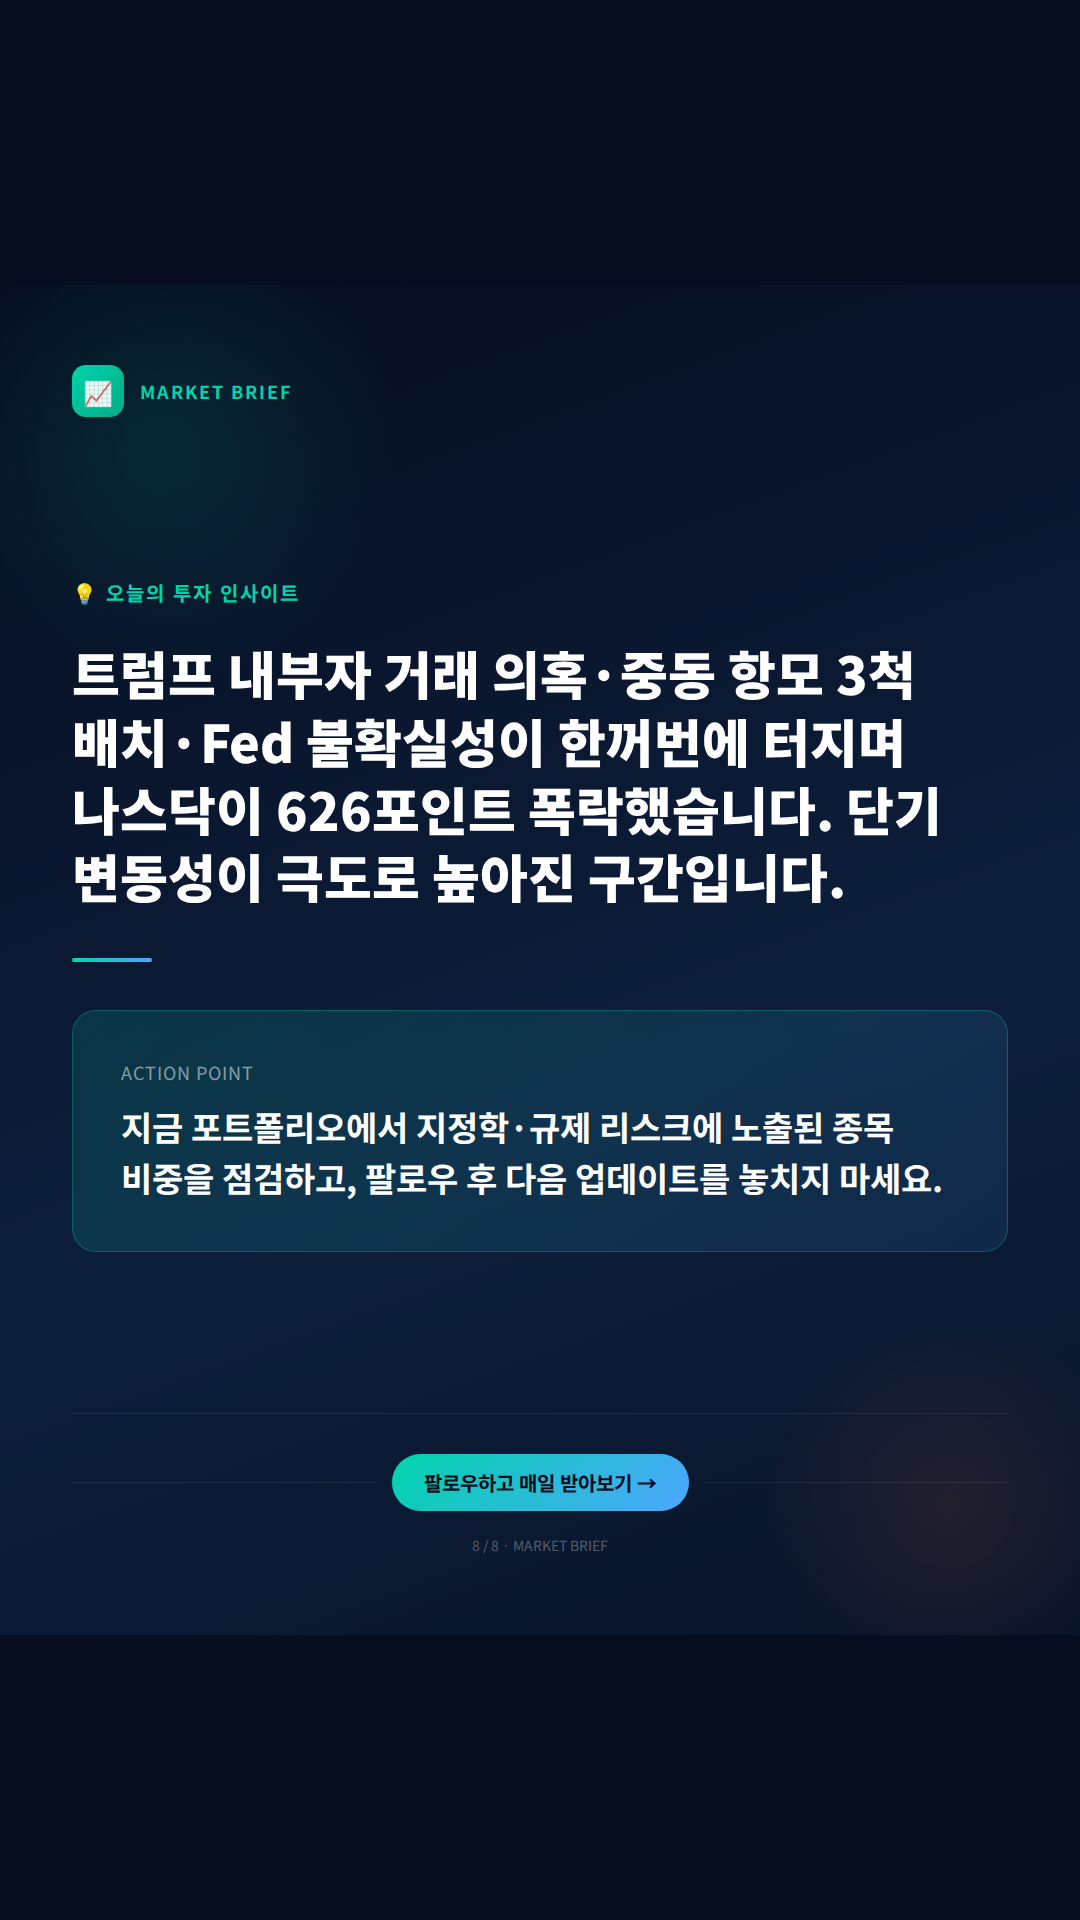 MARKET BRIEF
오늘의 투자 인사이트
트럼프 내부자 거래 의혹·중동 항모 3척
배치·Fed 불확실성이 한꺼번에 터지며
나스닥이 626포인트 폭락했습니다. 단기
변동성이 극도로 높아진 구간입니다.
ACTION POINT
지금 포트폴리오에서 지정학·규제 리스크에 노출된 종목
비중을 점검하고, 팔로우 후 다음 업데이트를 놓치지 마세요.
팔로우하고 매일 받아보기 →
8 / 8 · MARKET BRIEF